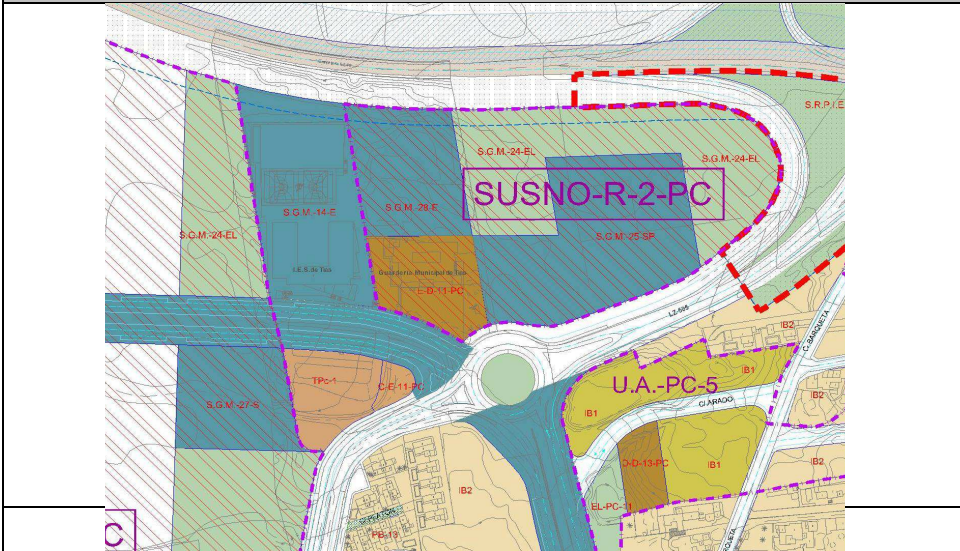 S.R.P.I.E
S.G.M.-24-EL
S.G.M.-24-EL
SUSNO-R-2-PC
S.G.M.-14-E
S.G.M.-28-E
S.G.M.-24-EL
S.G.M.-25-SP
I.E.S. de Tias
Guardería Municipal de Tias
E-D-11-PC
LZ-505
IB2
C. BARQUETA
TPc-1
C-E-11-PC
U.A.-PC-5
IB1
IB2
S.G.M.-27-S
IB1
C/.ARADO
D-D-13-PC
IB1
IB2
IB2
EL-PC-11
C
PB-13